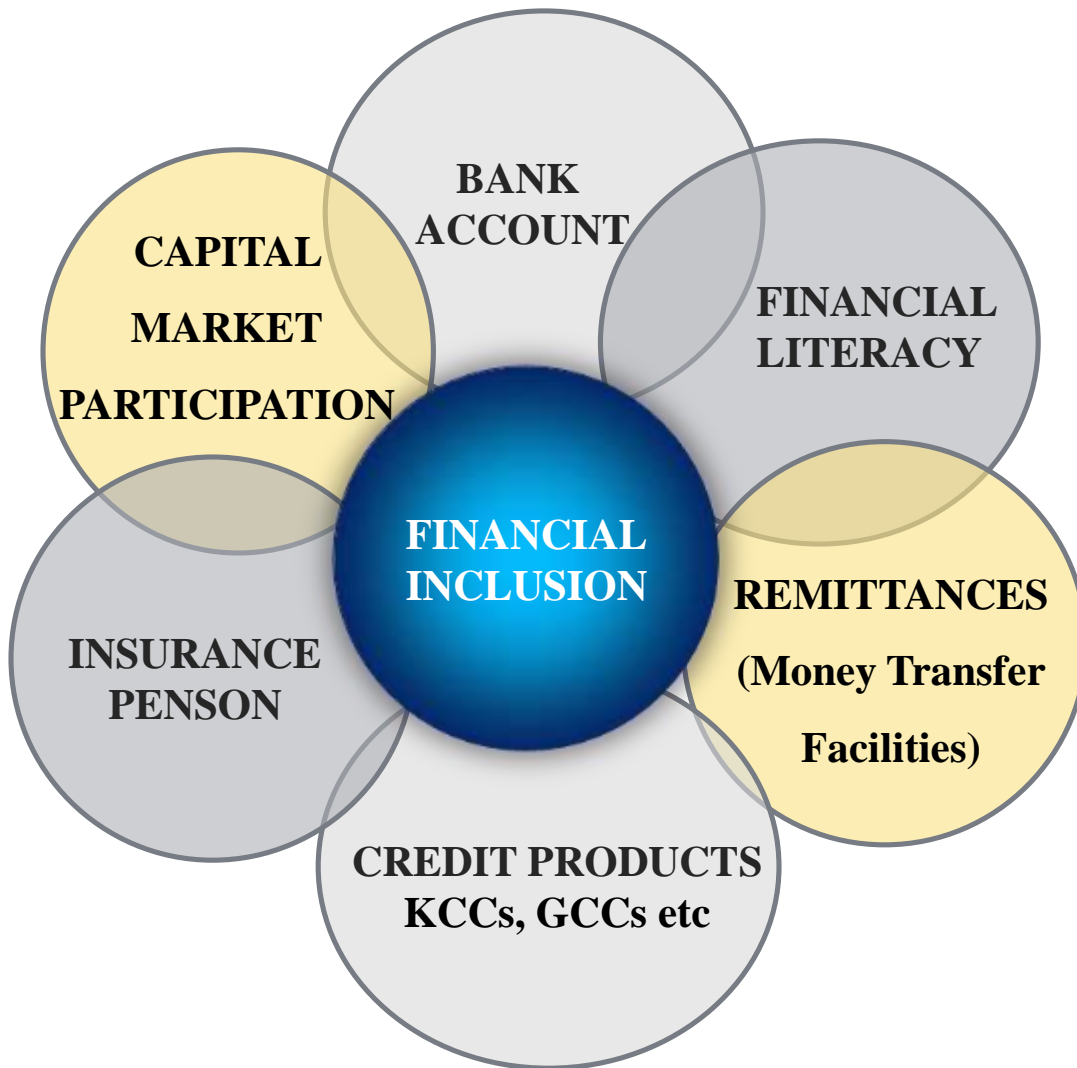 BANK
ACCOUNT
FINANCIAL
LITERACY
REMITTANCES
(Money Transfer
Facilities)
CREDIT PRODUCTS
KCCs, GCCs etc
INSURANCE
PENSON
CAPITAL
MARKET
PARTICIPATION
FINANCIAL
INCLUSION